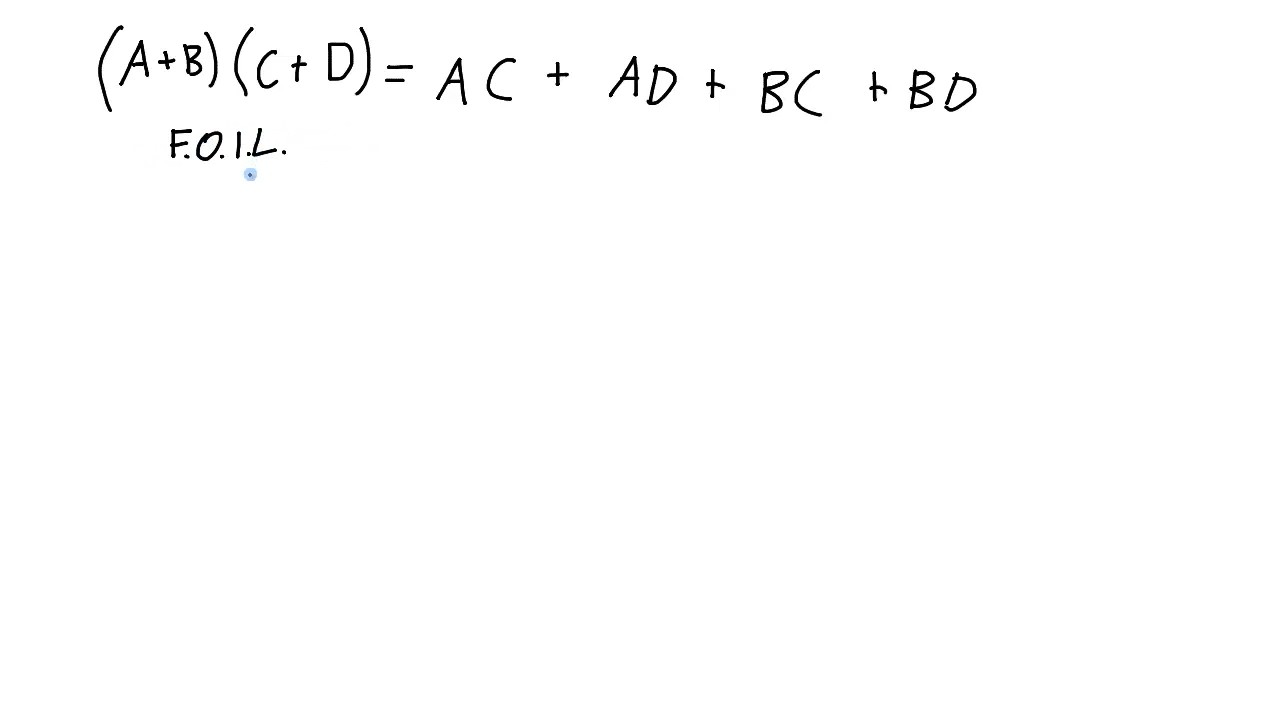 (A+B)(C+D)= AC + AD + BC + BD
F.O.I.L.